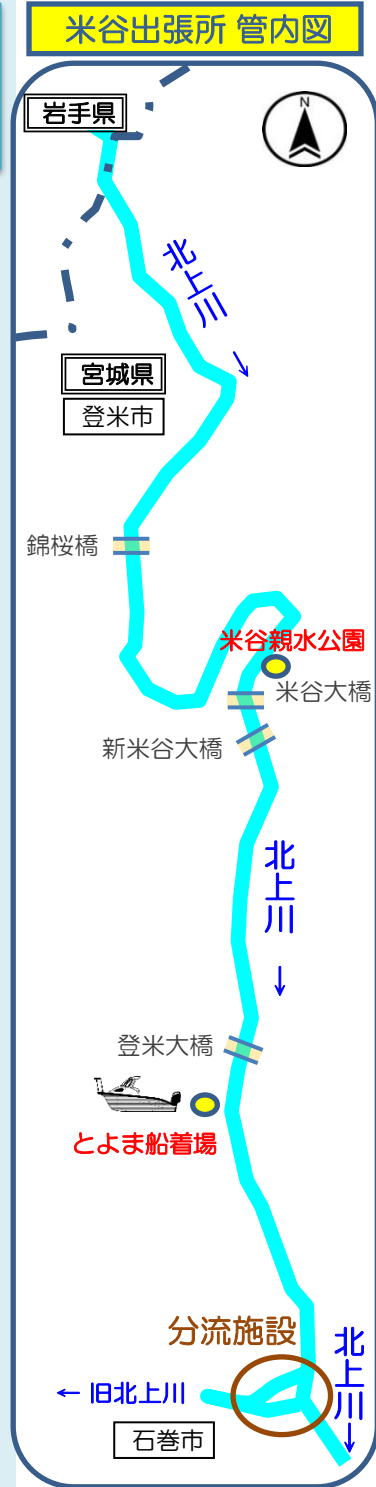 米谷出張所 管内図
岩手県
N
北上川
↓
宮城県
登米市
錦桜橋
米谷親水公園
米谷大橋
新米谷大橋
北上川
↓
登米大橋
とよま船着場
分流施設
北上川
↓
← 旧北上川
石巻市